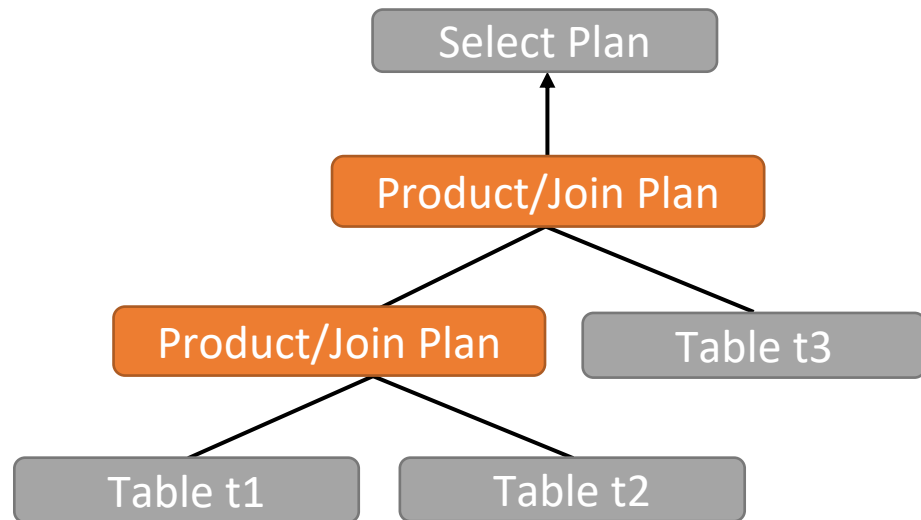 Select Plan
Product/Join Plan
Product/Join Plan
Table t3
Table t1
Table t2